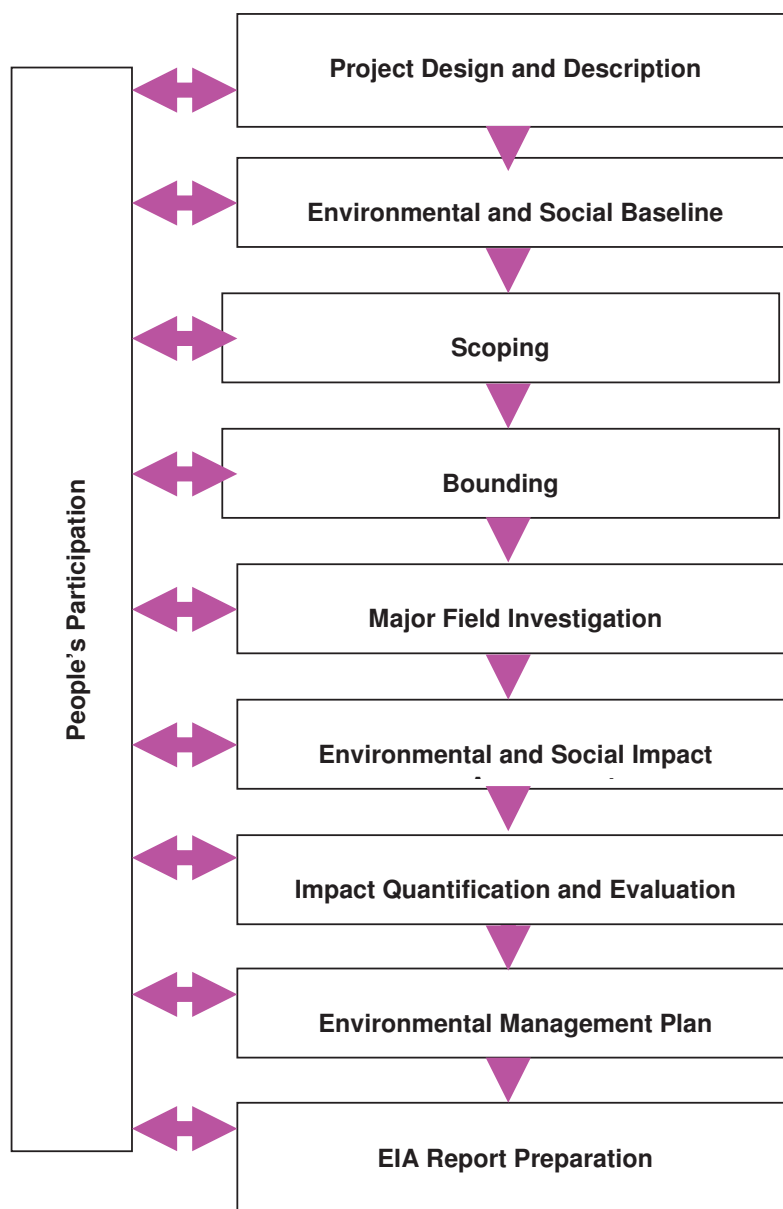 Project Design and Description
Environmental and Social Baseline
Scoping
Bounding
People's Participation
Major Field Investigation
Environmental and Social Impact
Impact Quantification and Evaluation
Environmental Management Plan
EIA Report Preparation